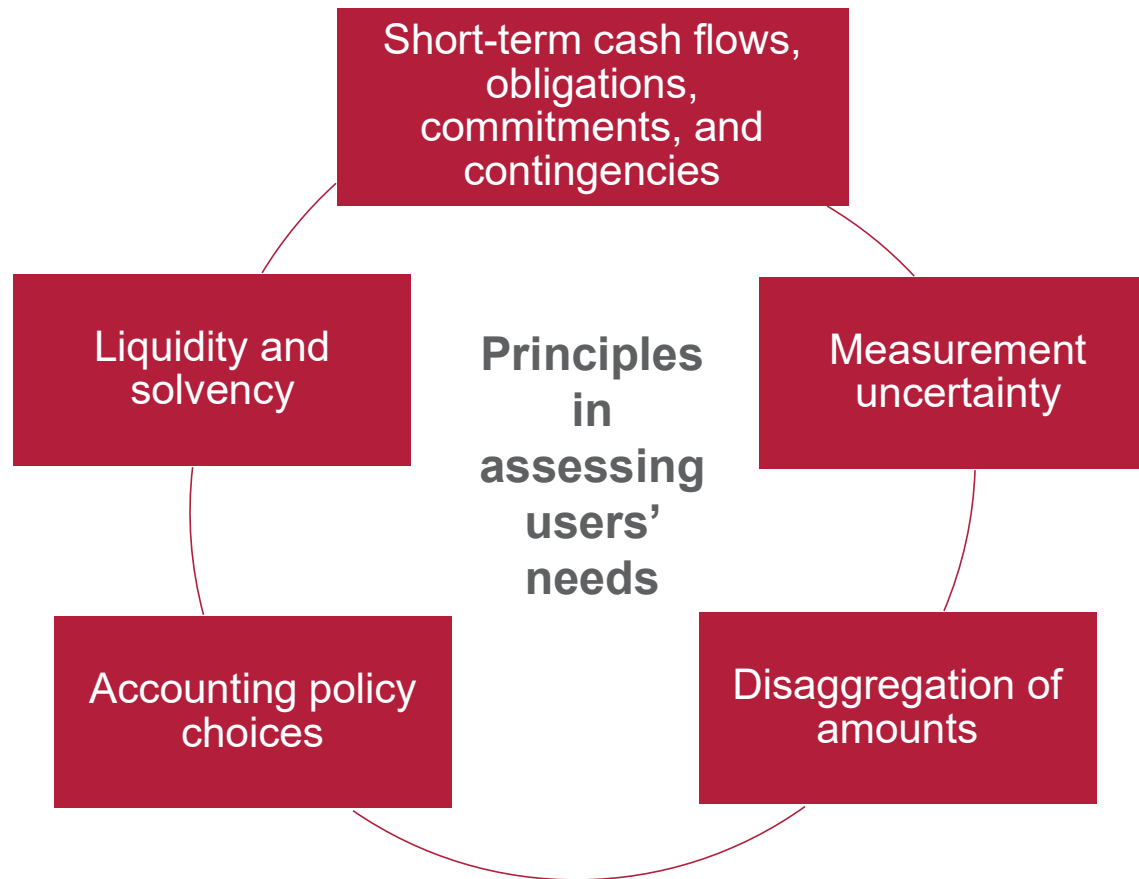 Short-term cash flows,
obligations,
commitments, and
contingencies
Liquidity and
solvency
Principles
in
assessing
users’
needs
Measurement
uncertainty
Accounting policy
choices
Disaggregation of
amounts